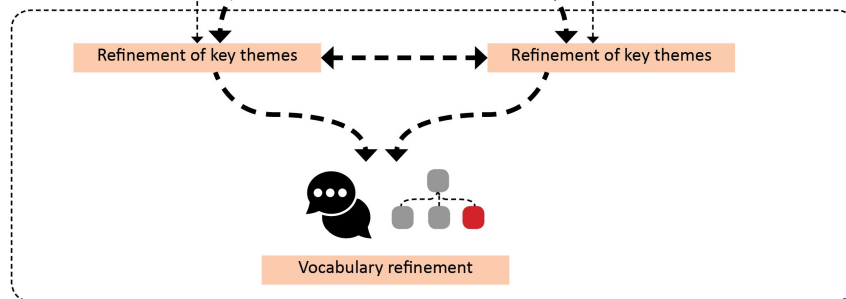 Refinement of key themes
Refinement of key themes
Vocabulary refinement